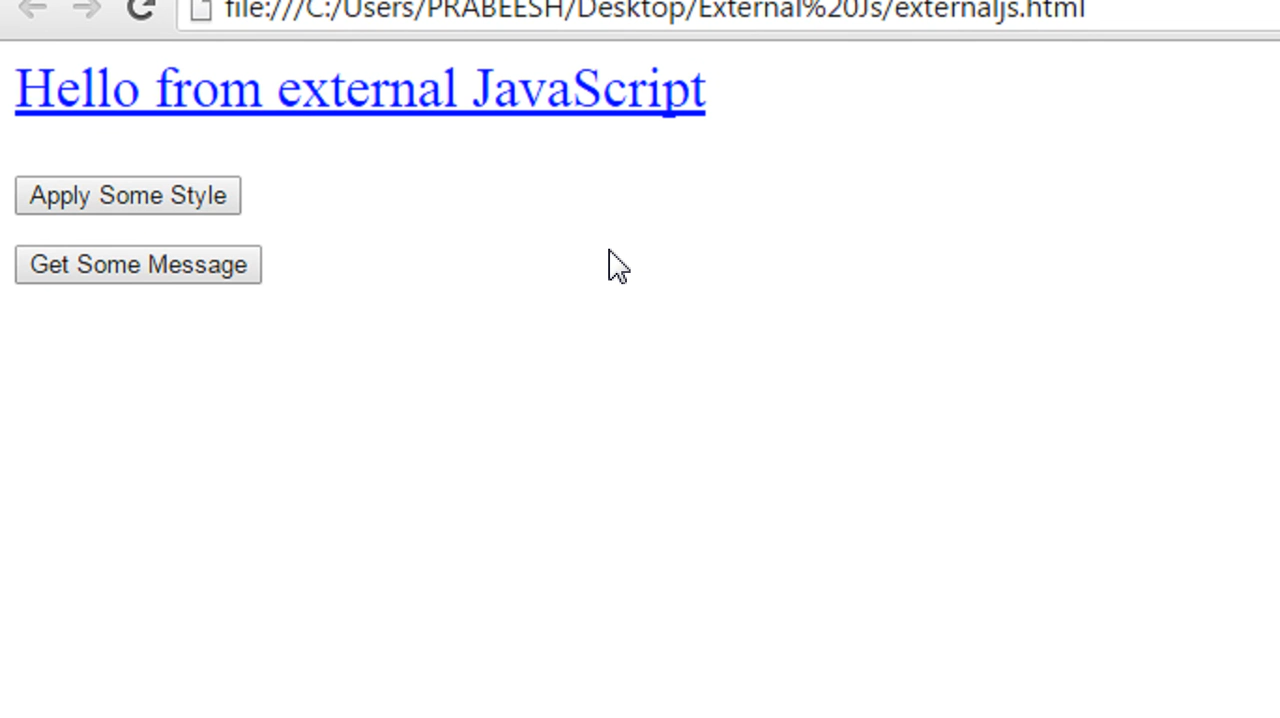 file:///C:/Users/PRABEESH/Desktop/External%20Js/externaljs.html
Hello from external JavaScript
Apply Some Style
Get Some Message